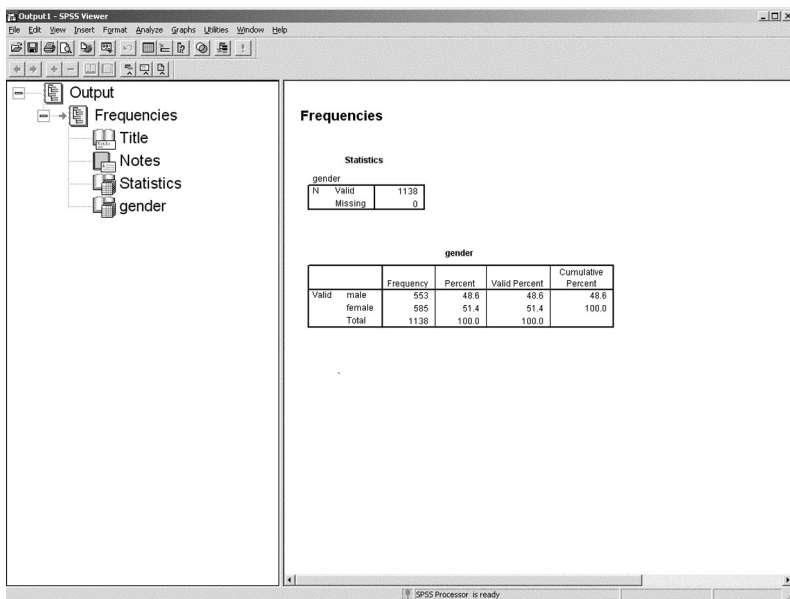 Output1 - SPSS Viewer
File Edit View Insert Format Analyze Graphs Utilities Window Help
Output
Frequencies
Title
Notes
Statistics
gender
Frequencies
Statistics
gender
N Valid 1138
Missing 0
gender
Frequency Percent Valid Percent Cumulative Percent
Valid male 553 48.6 48.6 48.6
female 585 51.4 51.4 100.0
Total 1138 100.0 100.0
SPSS Processor is ready